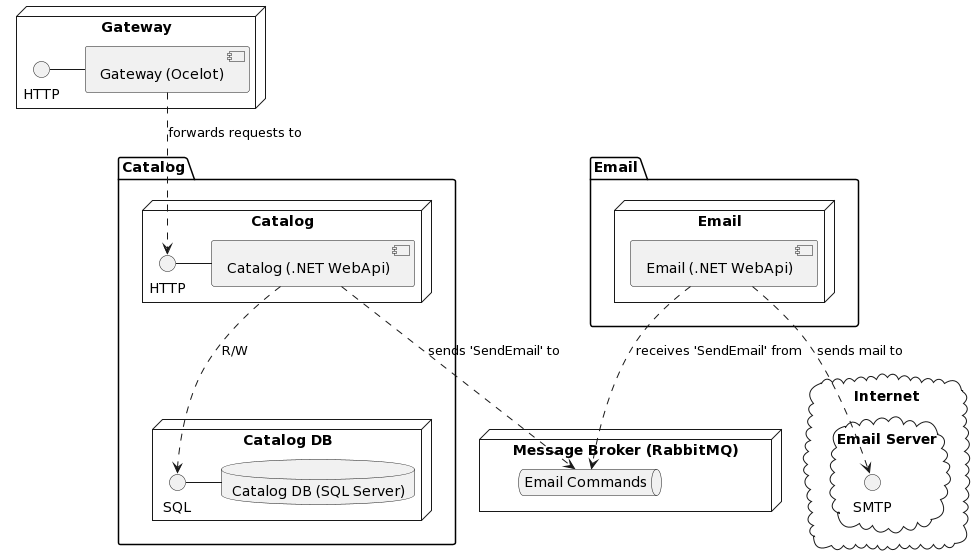 Gateway
Gateway (Ocelot)
HTTP
forwards requests to
Catalog
Email
Catalog
Email
Catalog (.NET WebApi)
Email (.NET WebApi)
HTTP
R/W
sends 'SendEmail' to
receives 'SendEmail' from
sends mail to
Internet
Catalog DB
Message Broker (RabbitMQ)
Email Server
Catalog DB (SQL Server)
Email Commands
SQL
SMTP